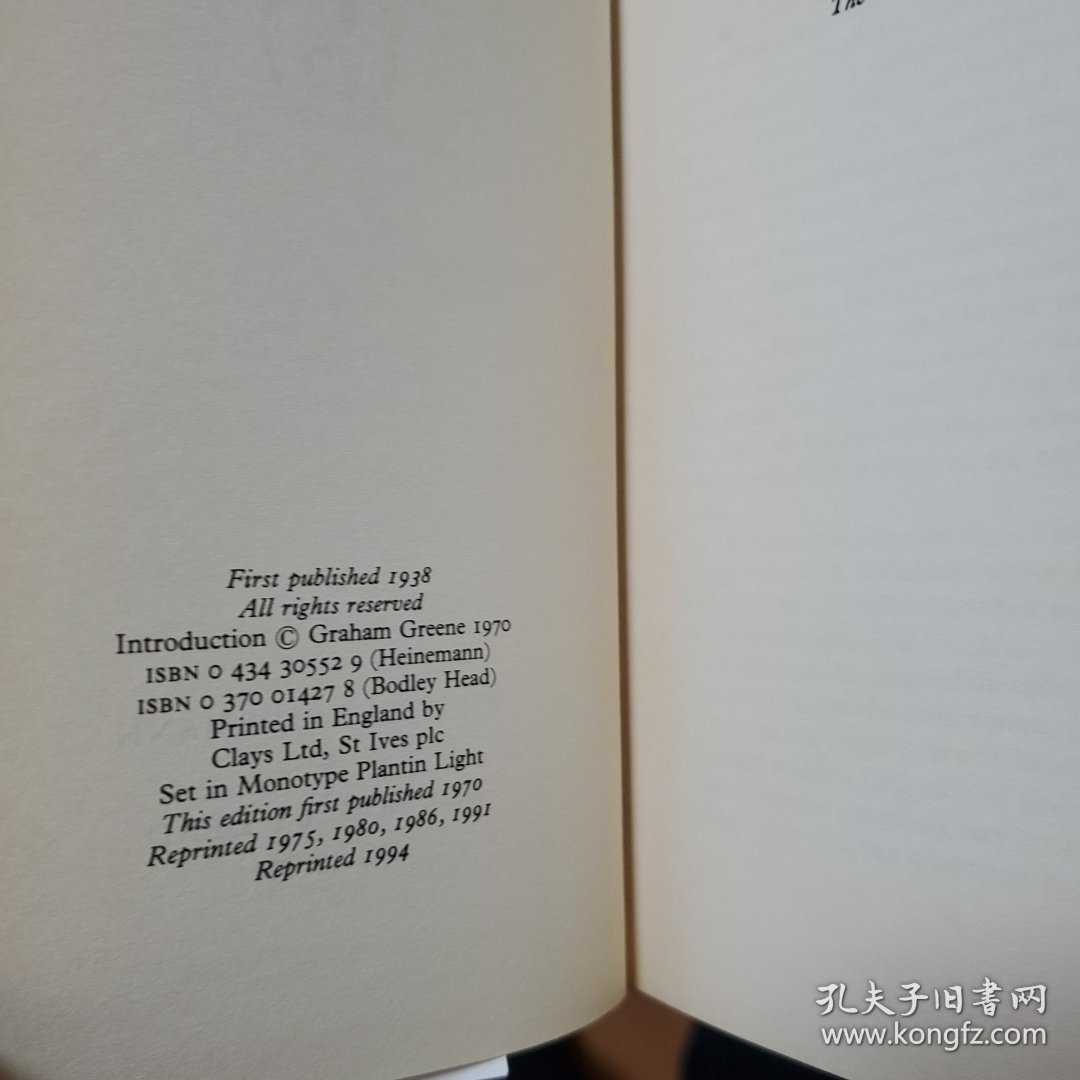 The
First published 1938
All rights reserved
Introduction © Graham Greene 1970
ISBN 0 434 30552 9 (Heinemann)
ISBN 0 370 01427 8 (Bodley Head)
Printed in England by
Clays Ltd, St Ives plc
Set in Monotype Plantin Light
This edition first published 1970
Reprinted 1975, 1980, 1986, 1991
Reprinted 1994
孔夫子旧書网
www.kongfz.com